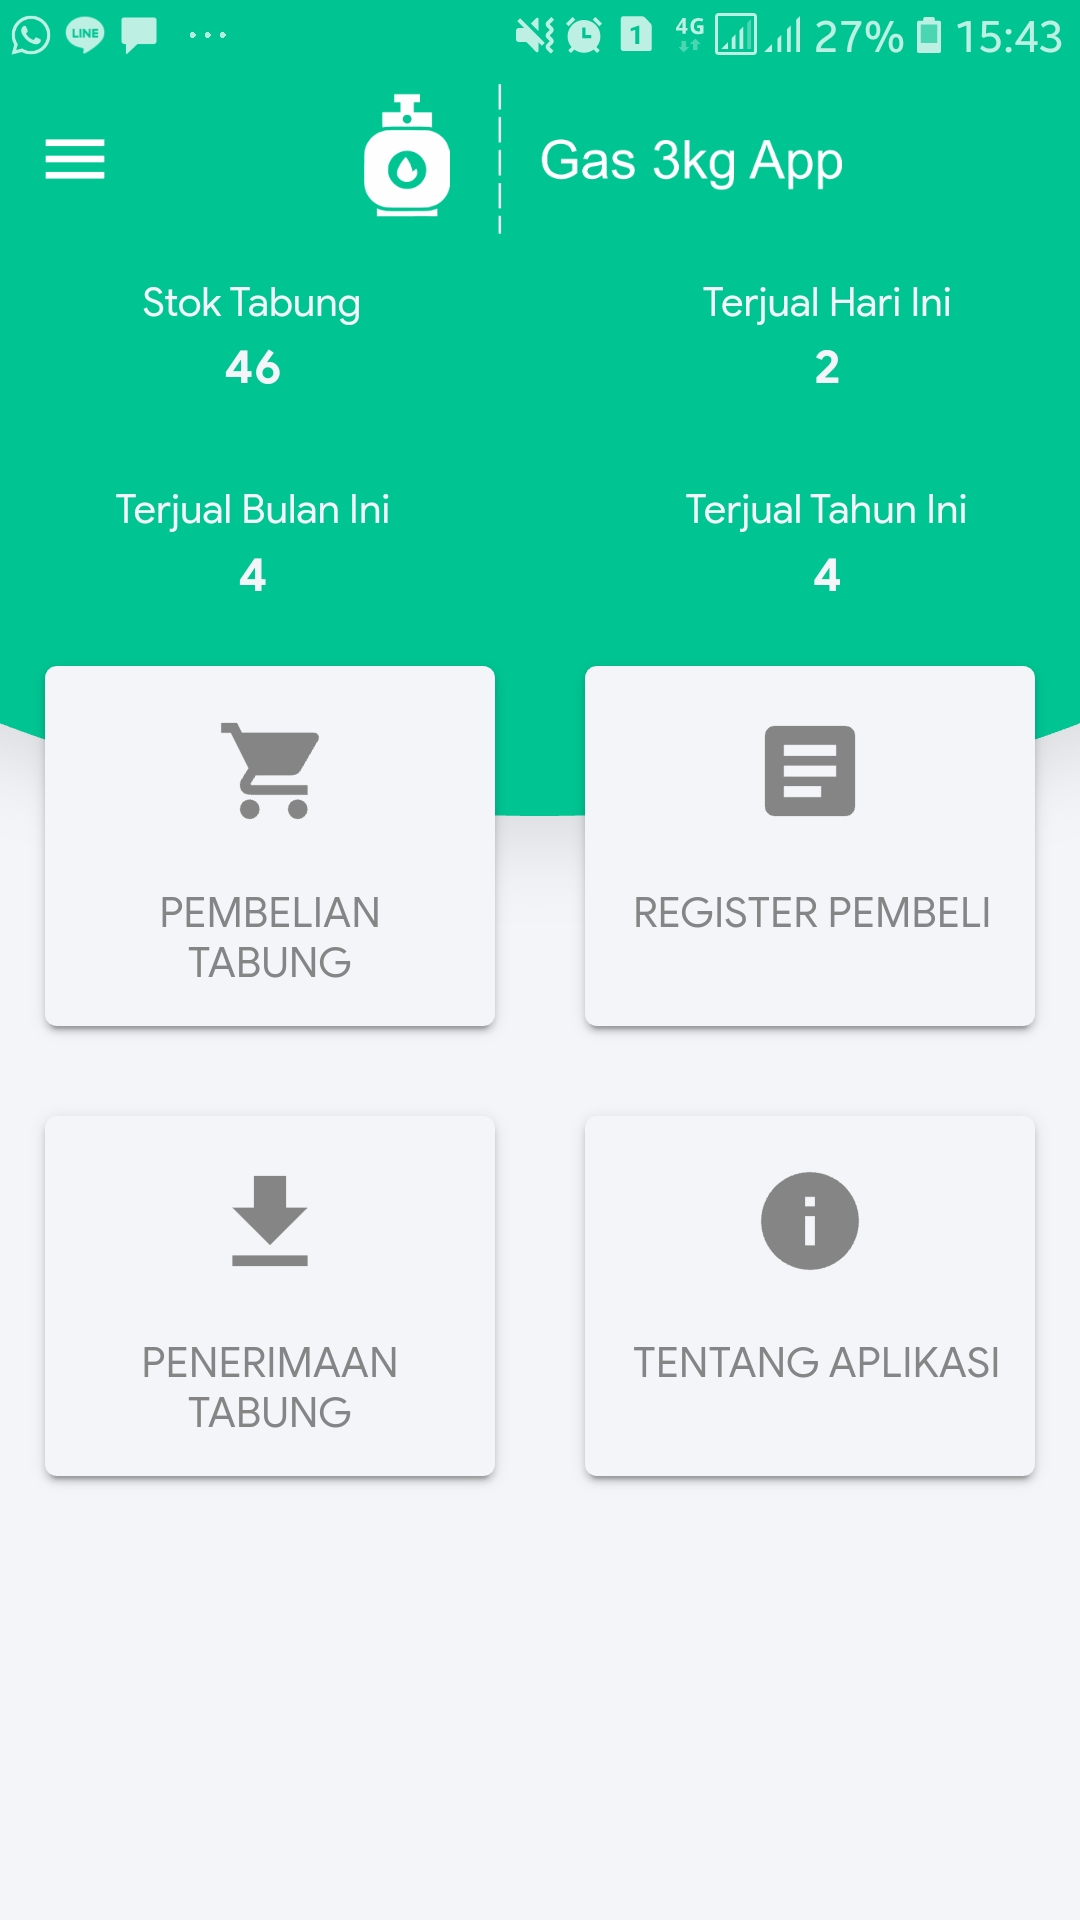 LINE
1
4G
27%
15:43
Gas 3kg App
Stok Tabung
Terjual Hari Ini
46
2
Terjual Bulan Ini
Terjual Tahun Ini
4
4
PEMBELIAN
TABUNG
REGISTER PEMBELI
PENERIMAAN
TABUNG
TENTANG APLIKASI